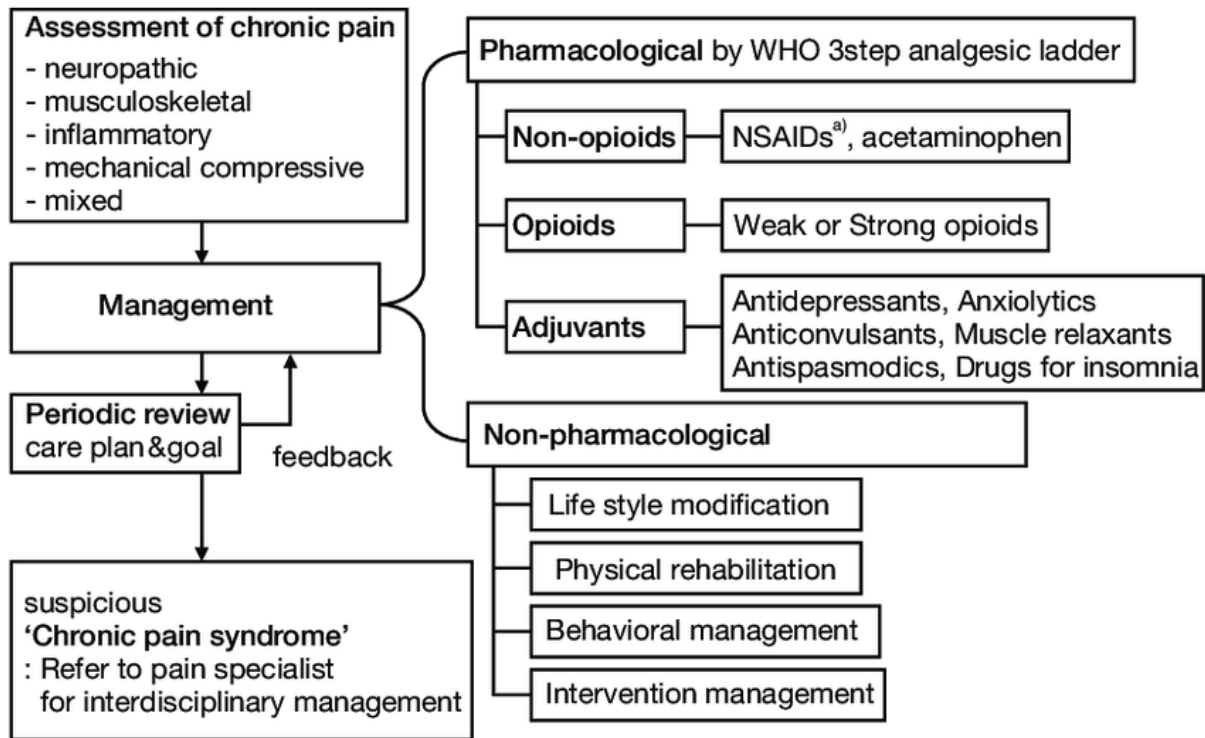 Assessment of chronic pain
- neuropathic
- musculoskeletal
- inflammatory
- mechanical compressive
- mixed
Management
Periodic review
care plan&goal
feedback
suspicious
‘Chronic pain syndrome’
: Refer to pain specialist
for interdisciplinary management
Pharmacological by WHO 3step analgesic ladder
Non-opioids
NSAIDsa), acetaminophen
Opioids
Weak or Strong opioids
Adjuvants
Antidepressants, Anxiolytics
Anticonvulsants, Muscle relaxants
Antispasmodics, Drugs for insomnia
Non-pharmacological
Life style modification
Physical rehabilitation
Behavioral management
Intervention management